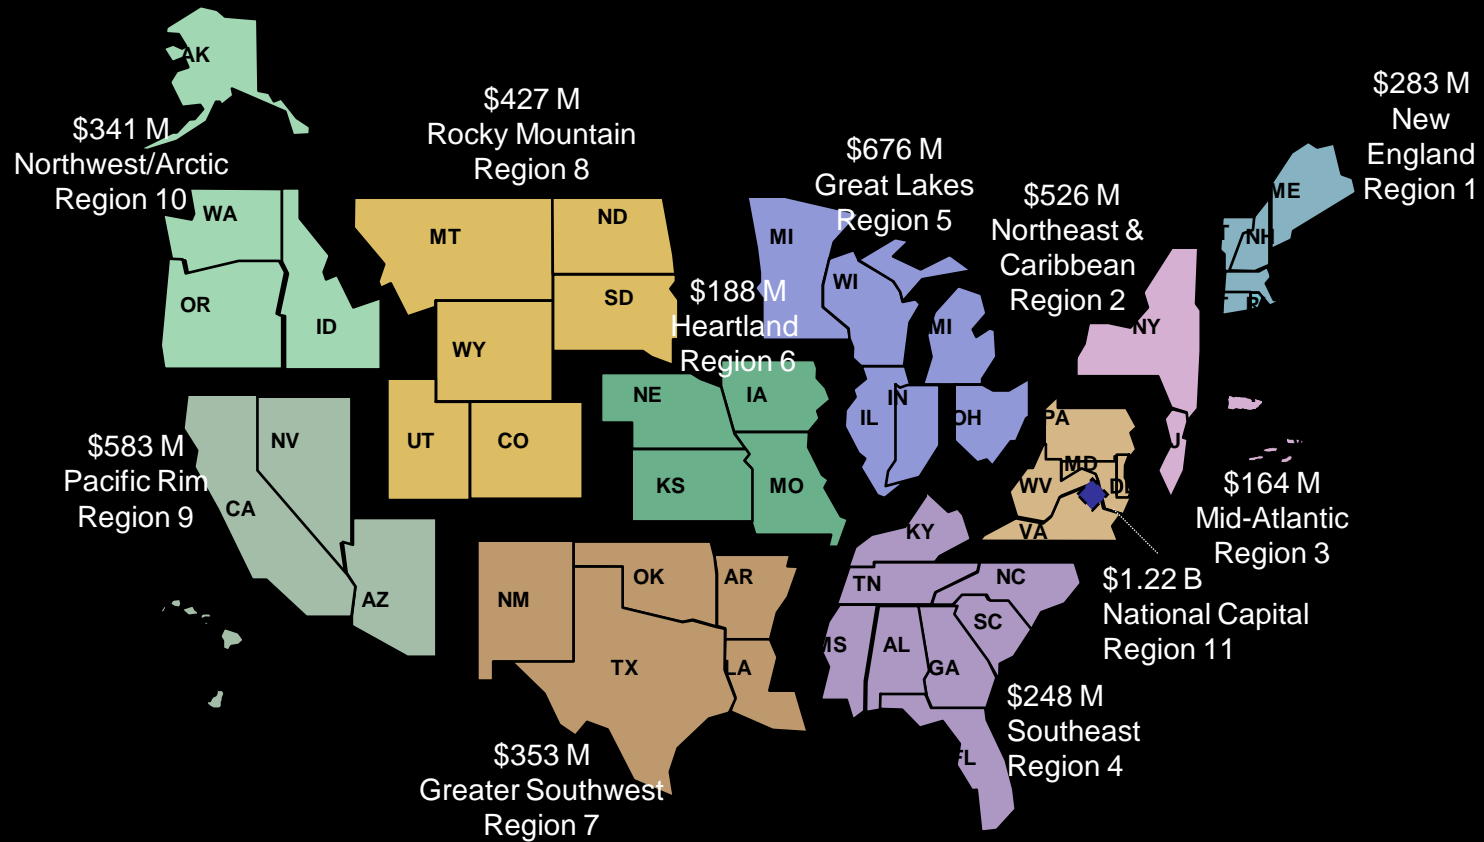 AK
$341 M
Northwest/Arctic
Region 10
WA
OR
ID
$427 M
Rocky Mountain
Region 8
MT
ND
SD
WY
UT
CO
$676 M
Great Lakes
Region 5
MI
WI
MI
IL
IN
OH
$188 M
Heartland
Region 6
NE
IA
KS
MO
$526 M
Northeast &
Caribbean
Region 2
NY
J
$283 M
New
England
Region 1
ME
NH
T
T
R
$583 M
Pacific Rim
Region 9
NV
CA
AZ
$164 M
Mid-Atlantic
Region 3
PA
MD
WV
D
VA
$1.22 B
National Capital
Region 11
KY
TN
NC
SC
MS
AL
GA
FL
$248 M
Southeast
Region 4
NM
OK
AR
TX
LA
$353 M
Greater Southwest
Region 7